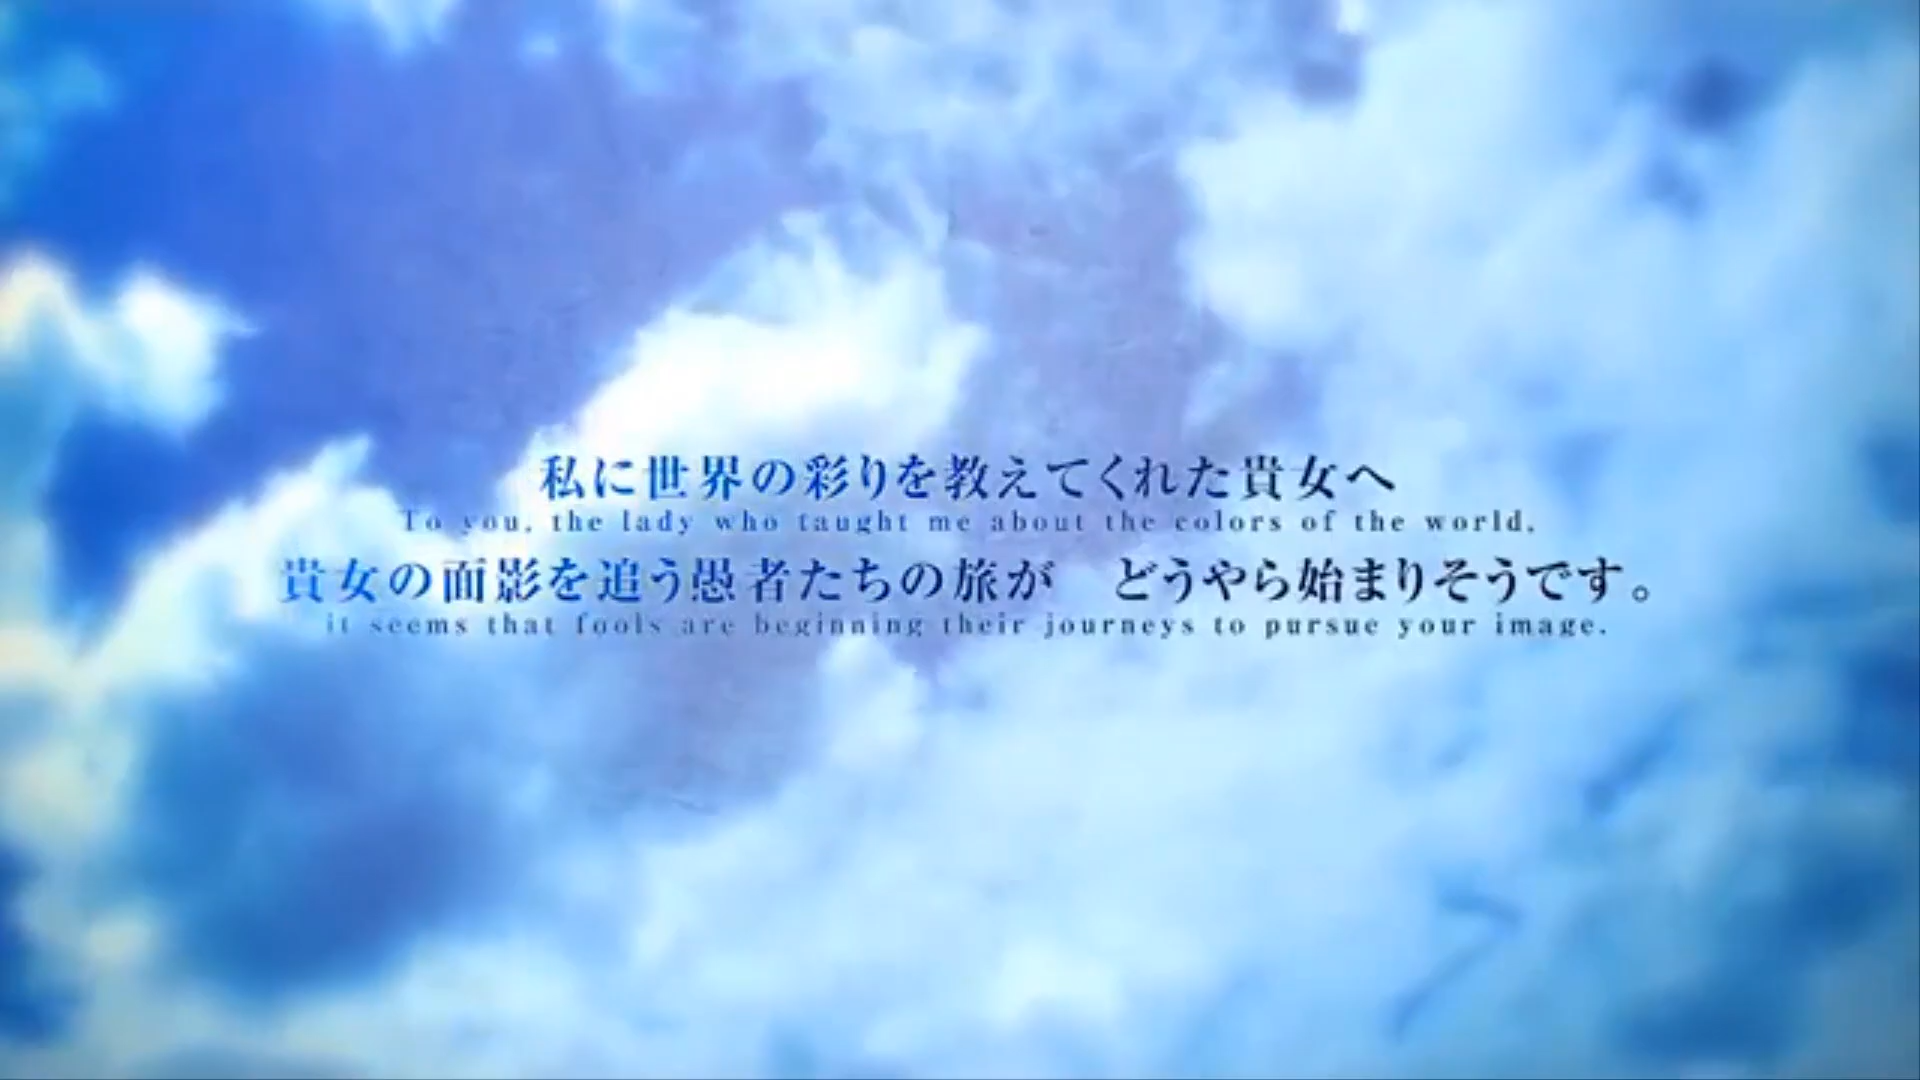 私に世界の彩りを教えてくれた貴女へ
To you, the lady who taught me about the colors of the world,
貴女の面影を追う愚者たちの旅が　どうやら始まりそうです。
it seems that fools are beginning their journeys to pursue your image.